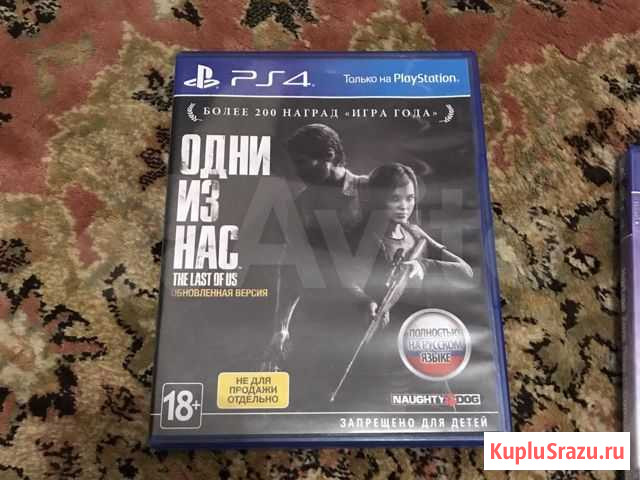 PS4
Только на PlayStation®
БОЛЕЕ 200 НАГРАД «ИГРА ГОДА»
ОДНИ
ИЗ
НАС
THE LAST OF US
ОБНОВЛЕННАЯ ВЕРСИЯ
Avito
ПОЛНОСТЬЮ
НА РУССКОМ
ЯЗЫКЕ
НЕ ДЛЯ
ПРОДАЖИ
ОТДЕЛЬНО
18+
NAUGHTY DOG
ЗАПРЕЩЕНО ДЛЯ ДЕТЕЙ
KupluSrazu.ru